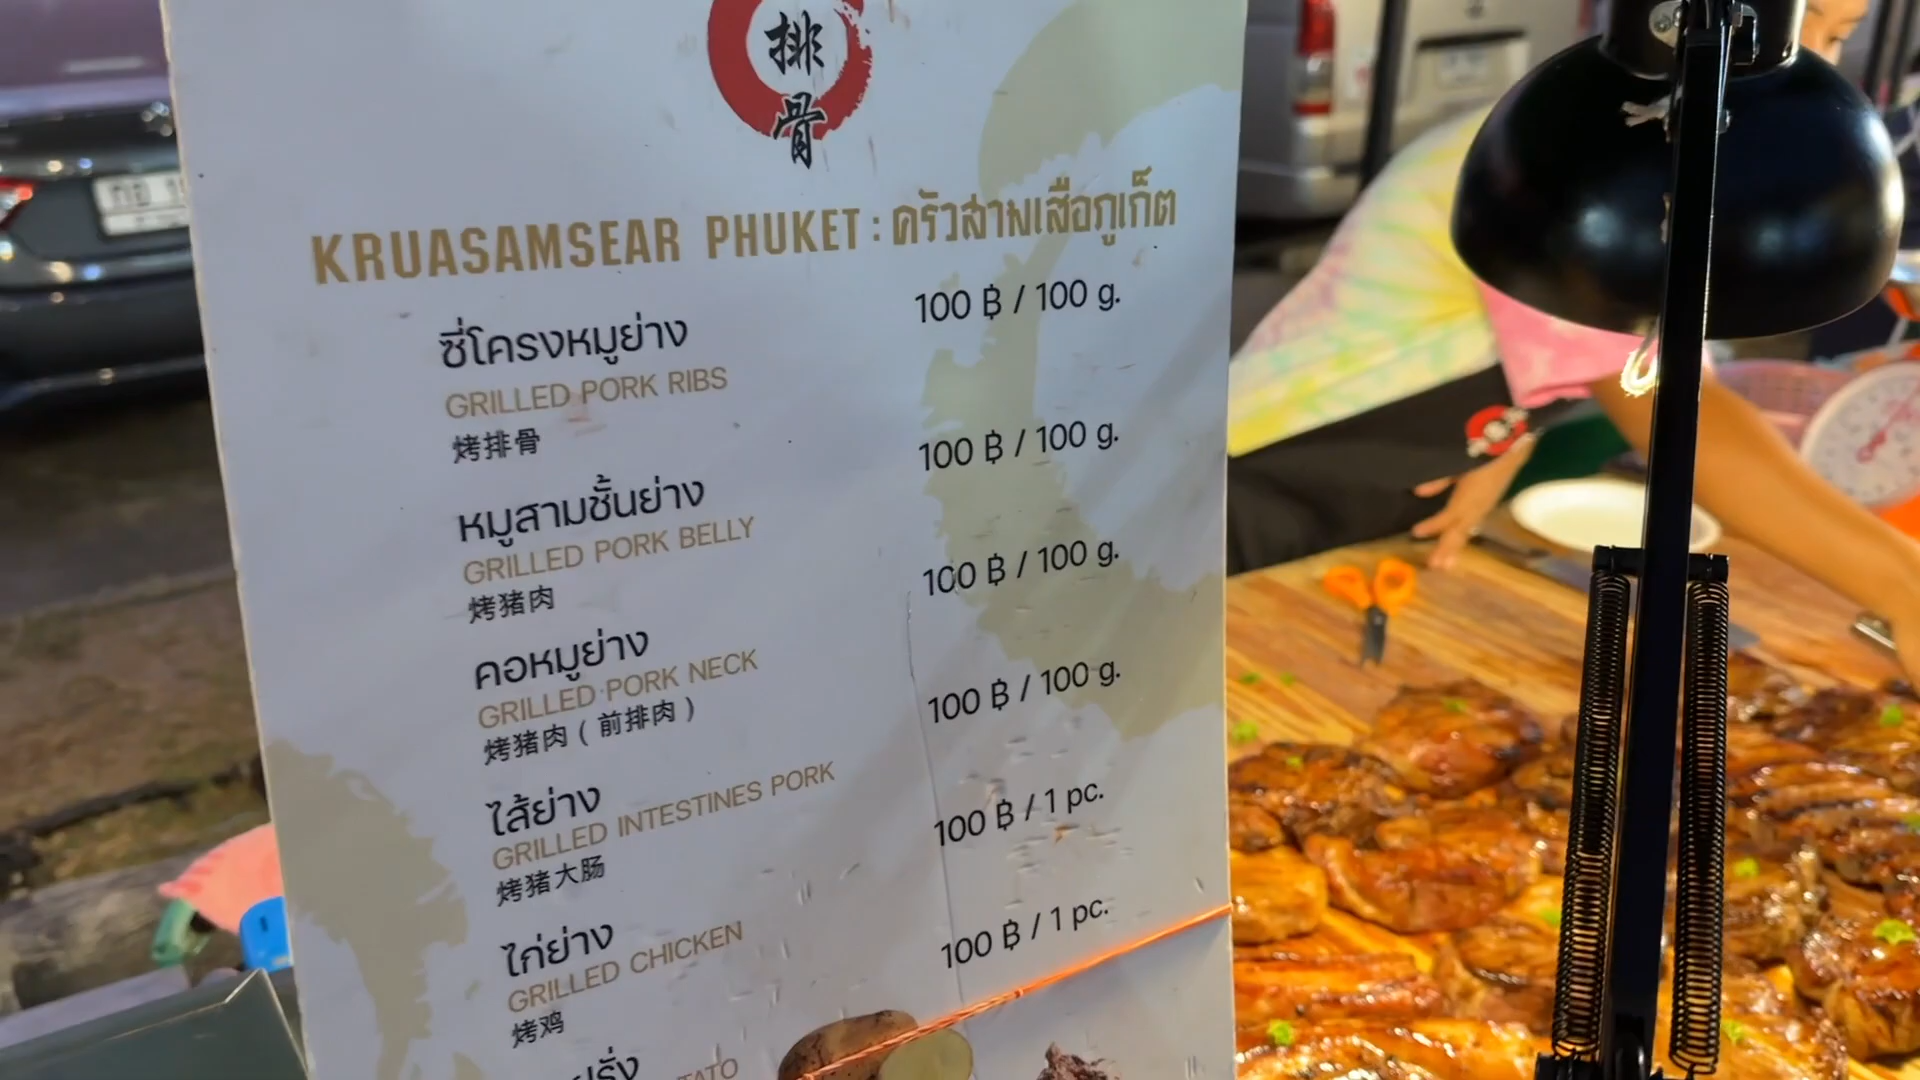 排
骨
KRUASAMSEAR PHUKET : ครัวสามเสือภูเก็ต
ซี่โครงหมูย่าง 100 ฿ / 100 g.
GRILLED PORK RIBS
烤排骨
หมูสามชั้นย่าง 100 ฿ / 100 g.
GRILLED PORK BELLY
烤猪肉
คอหมูย่าง 100 ฿ / 100 g.
GRILLED PORK NECK
烤猪肉 ( 前排肉 )
ไส้ย่าง 100 ฿ / 100 g.
GRILLED INTESTINES PORK
烤猪大肠
ไก่ย่าง 100 ฿ / 1 pc.
GRILLED CHICKEN
烤鸡
100 ฿ / 1 pc.